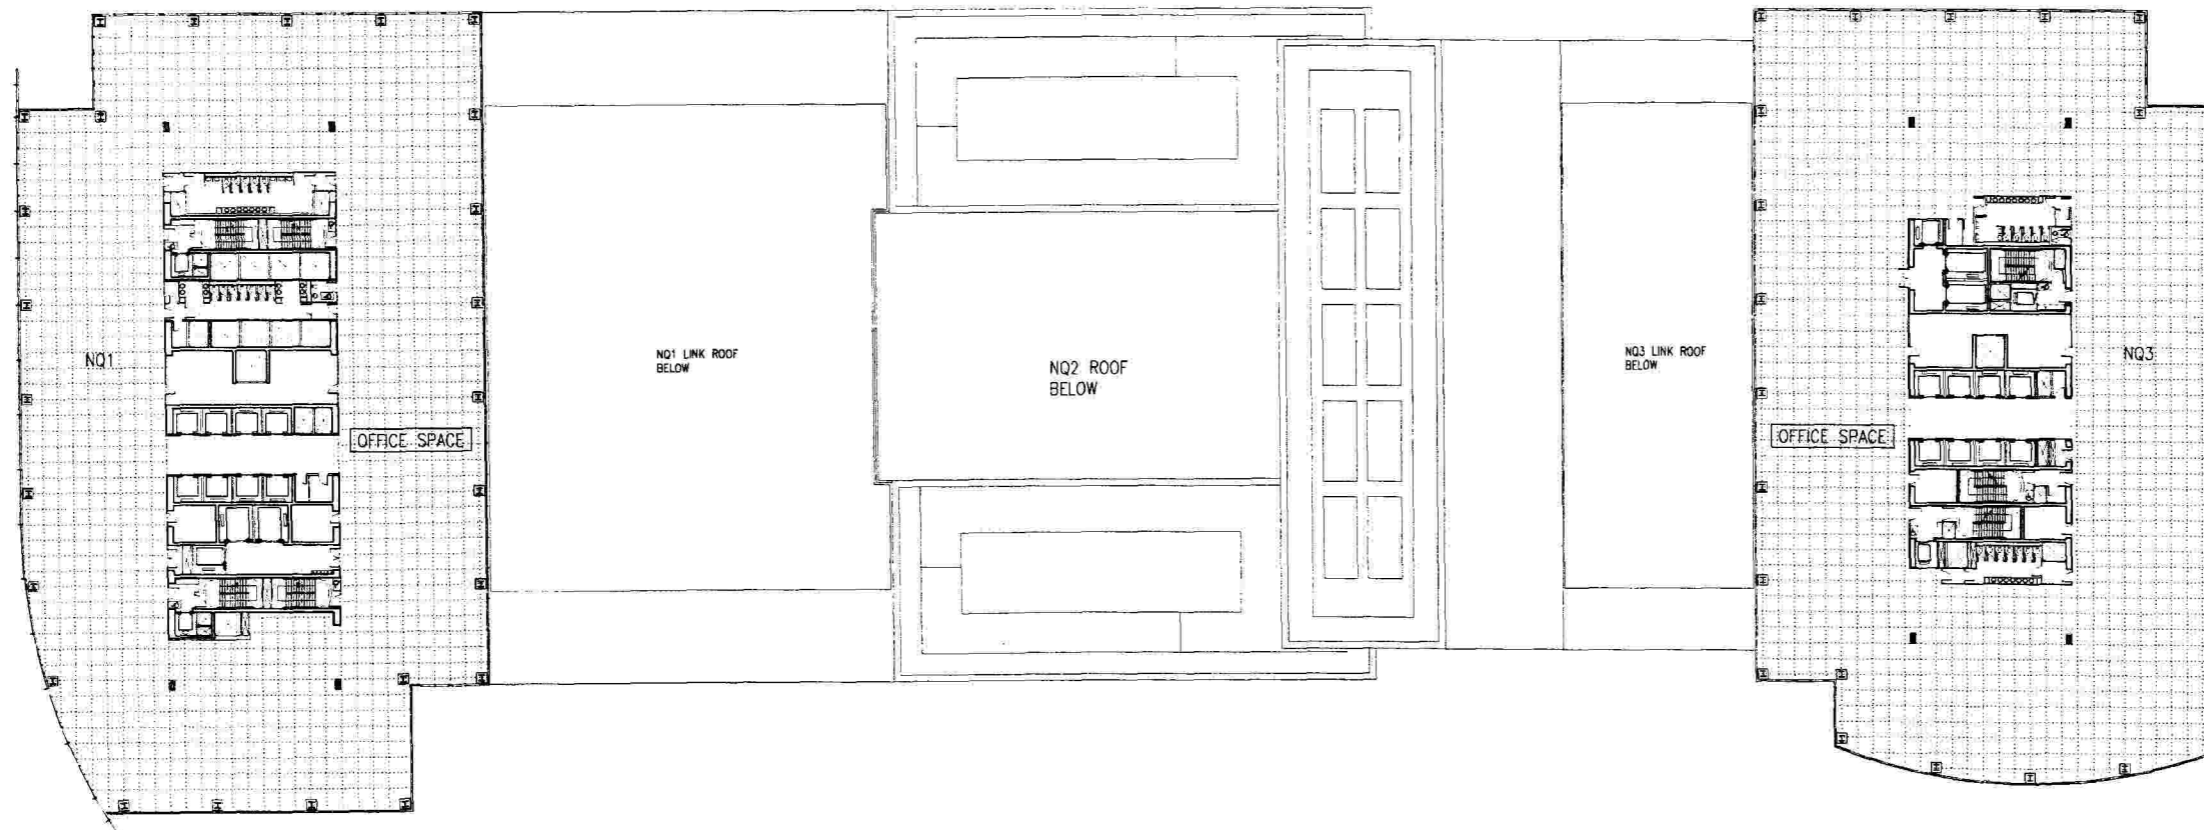 NQ1
OFFICE SPACE
NQ1 LINK ROOF
BELOW
NQ2 ROOF
BELOW
NQ3 LINK ROOF
BELOW
OFFICE SPACE
NQ3